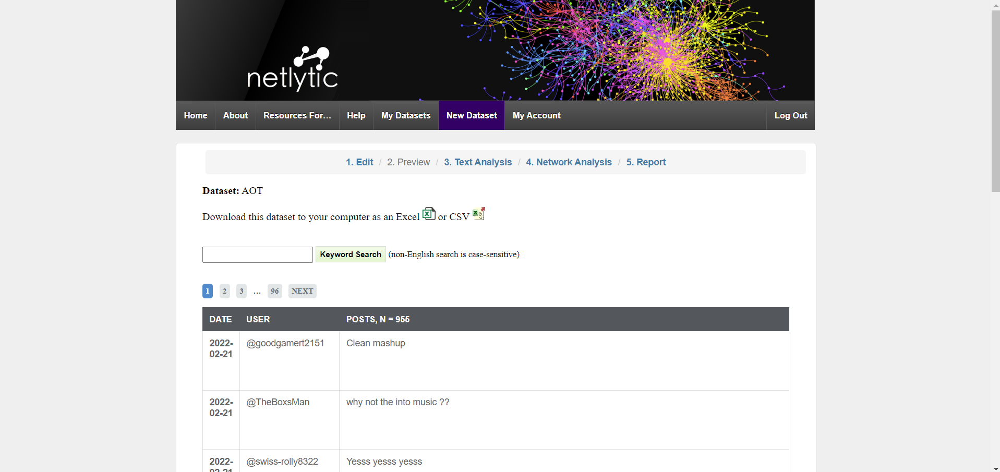 netlytic
Home About Resources For... Help My Datasets New Dataset My Account Log Out
1. Edit / 2. Preview / 3. Text Analysis / 4. Network Analysis / 5. Report
Dataset: AOT
Download this dataset to your computer as an Excel or CSV
Keyword Search (non-English search is case-sensitive)
1 2 3 ... 96 NEXT
DATE USER POSTS, N = 955
2022- @goodgamert2151 Clean mashup
02-21
2022- @TheBoxsMan why not the into music ??
02-21
2022- @swiss-rolly8322 Yesss yesss yesss
02-21